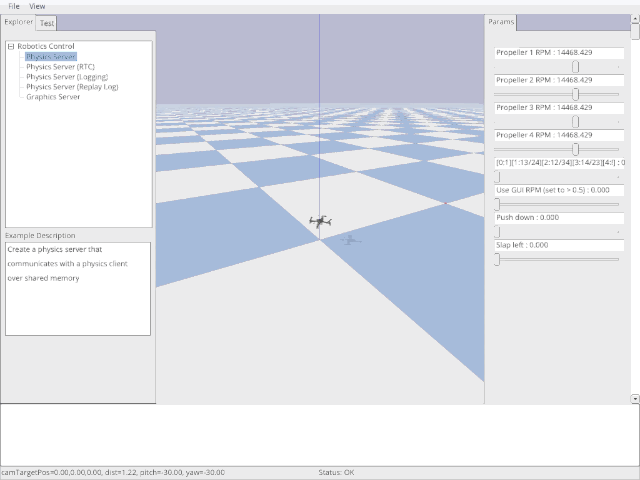 File View
Explorer Test
Robotics Control
Physics Server
Physics Server (RTC)
Physics Server (Logging)
Physics Server (Replay Log)
Graphics Server
Example Description
Create a physics server that
communicates with a physics client
over shared memory
Params
Propeller 1 RPM : 14468.429
Propeller 2 RPM : 14468.429
Propeller 3 RPM : 14468.429
Propeller 4 RPM : 14468.429
[0:1][1:13/24][2:12/34][3:14/23][4:!] : 0
Use GUI RPM (set to > 0.5) : 0.000
Push down : 0.000
Slap left : 0.000
camTargetPos=0.00,0.00,0.00, dist=1.22, pitch=-30.00, yaw=-30.00
Status: OK